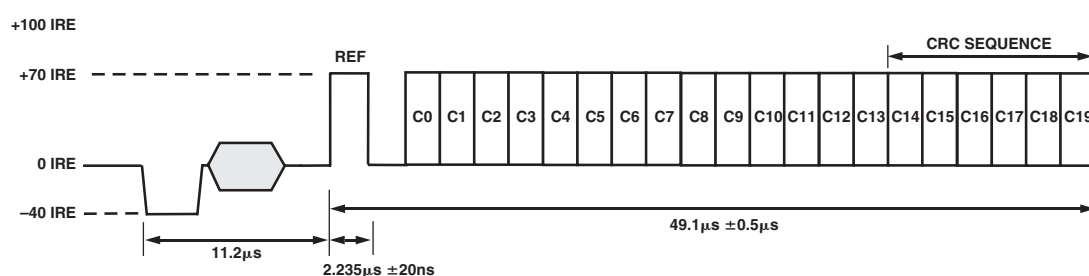 +100 IRE
REF
CRC SEQUENCE
+70 IRE
C0 C1 C2 C3 C4 C5 C6 C7 C8 C9 C10 C11 C12 C13 C14 C15 C16 C17 C18 C19
0 IRE
–40 IRE
49.1µs ±0.5µs
11.2µs
2.235µs ±20ns